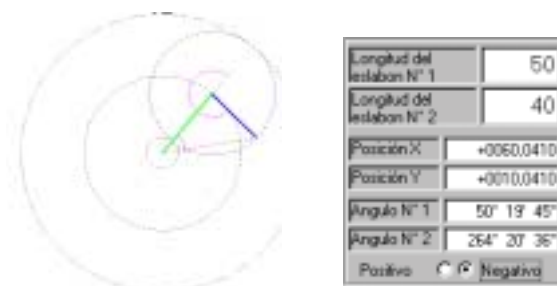 Longitud del
eslabon N° 1
50
Longitud del
eslabon N° 2
40
Posición X
+0060,0410
Posición Y
+0010,0410
Angulo N° 1
50° 19' 45"
Angulo N° 2
264° 20' 36"
Positivo Negativo